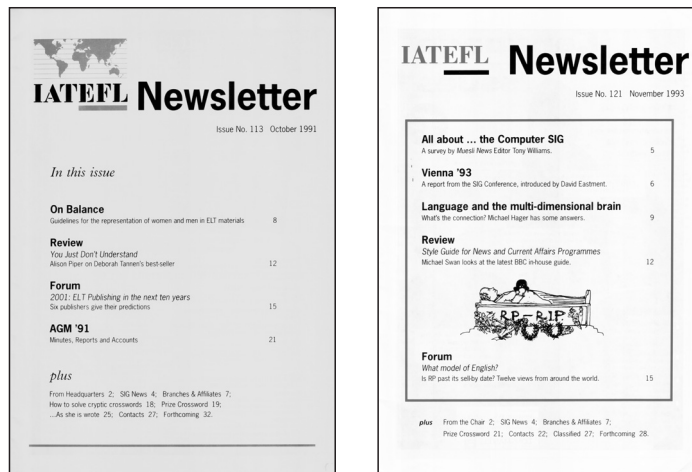 IATEFL Newsletter
Issue No. 113 October 1991
In this issue
On Balance
Guidelines for the representation of women and men in ELT materials 8
Review
You Just Don't Understand
Alison Piper on Deborah Tannen's best-seller 12
Forum
2001: ELT Publishing in the next ten years
Six publishers give their predictions 15
AGM '91
Minutes, Reports and Accounts 21
plus
From Headquarters 2; SIG News 4; Branches & Affiliates 7;
How to solve cryptic crosswords 18; Prize Crossword 19;
...As she is wrote 25; Contacts 27; Forthcoming 32.
IATEFL Newsletter
Issue No. 121 November 1993
All about ... the Computer SIG
A survey by Muesli News Editor Tony Williams. 5
Vienna '93
A report from the SIG Conference, introduced by David Eastment. 6
Language and the multi-dimensional brain
What's the connection? Michael Hager has some answers. 9
Review
Style Guide for News and Current Affairs Programmes
Michael Swan looks at the latest BBC in-house guide. 12
RP-RIP
Forum
What model of English?
Is RP past its sell-by date? Twelve views from around the world. 15
plus From the Chair 2; SIG News 4; Branches & Affiliates 7;
Prize Crossword 21; Contacts 22; Classified 27; Forthcoming 28.